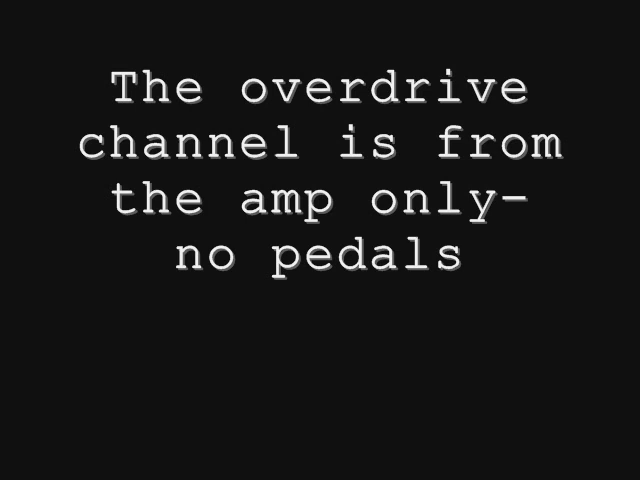 The overdrive
channel is from
the amp only-
no pedals